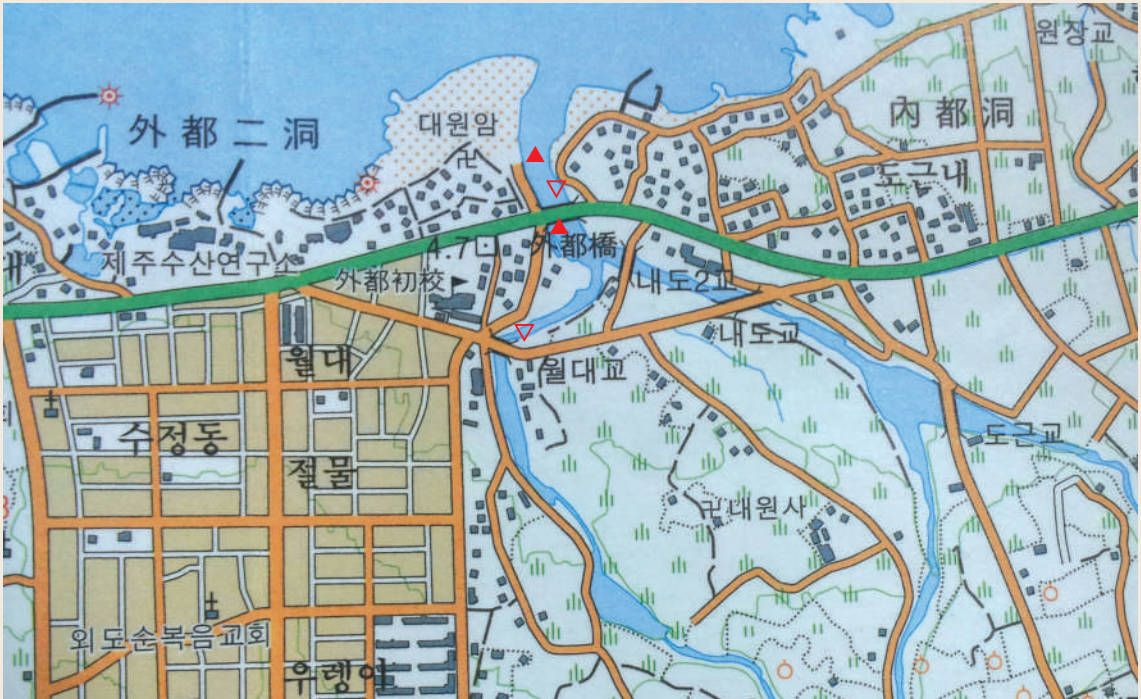 원장교
外都二洞
대원암
內都洞
도근내
제주수산연구소
4.7
外都橋
外都初校
내도2교
월대
월대교
내도교
수정동
절물
도근교
내원사
외도순복음교회
우렝이